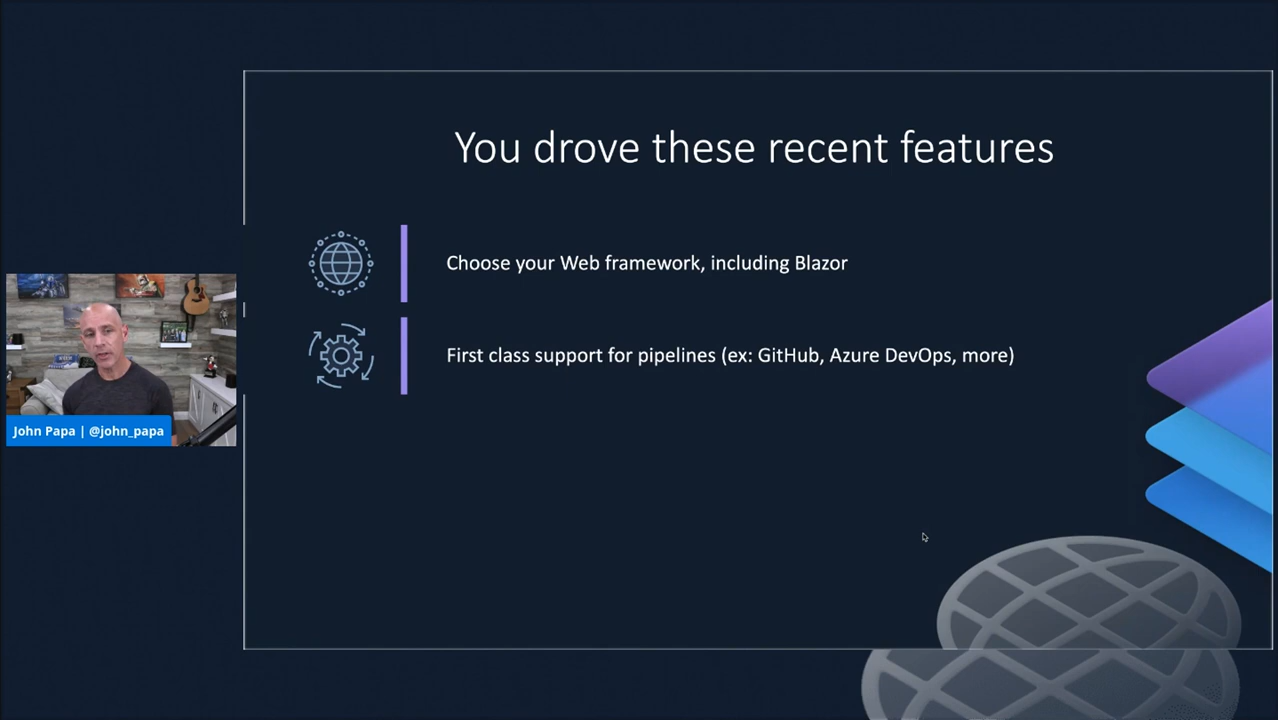 You drove these recent features
Choose your Web framework, including Blazor
First class support for pipelines (ex: GitHub, Azure DevOps, more)
John Papa | @john_papa